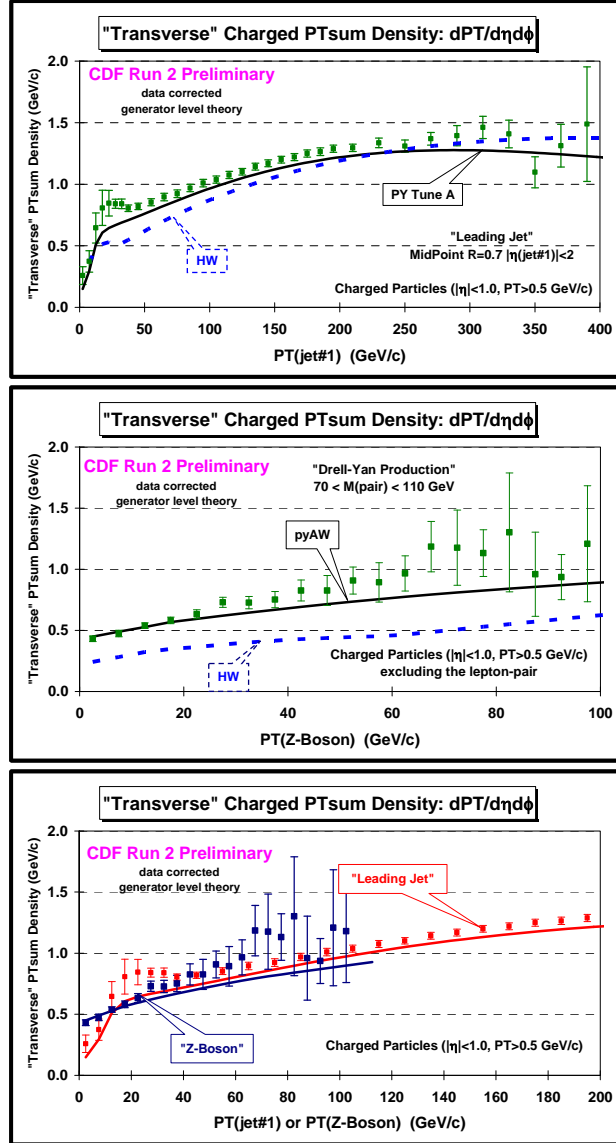 "Transverse" Charged PTsum Density: dPT/dηdϕ
CDF Run 2 Preliminary
data corrected
generator level theory
"Transverse" PTsum Density (GeV/c)
2.0
1.5
1.0
0.5
0.0
PY Tune A
HW
"Leading Jet"
MidPoint R=0.7 |η(jet#1)|<2
Charged Particles (|η|<1.0, PT>0.5 GeV/c)
0 50 100 150 200 250 300 350 400
PT(jet#1) (GeV/c)
"Transverse" Charged PTsum Density: dPT/dηdϕ
CDF Run 2 Preliminary
data corrected
generator level theory
"Drell-Yan Production"
70 < M(pair) < 110 GeV
"Transverse" PTsum Density (GeV/c)
2.0
1.5
1.0
0.5
0.0
pyAW
HW
Charged Particles (|η|<1.0, PT>0.5 GeV/c)
excluding the lepton-pair
0 20 40 60 80 100
PT(Z-Boson) (GeV/c)
"Transverse" Charged PTsum Density: dPT/dηdϕ
CDF Run 2 Preliminary
data corrected
generator level theory
"Transverse" PTsum Density (GeV/c)
2.0
1.5
1.0
0.5
0.0
"Leading Jet"
"Z-Boson"
Charged Particles (|η|<1.0, PT>0.5 GeV/c)
0 20 40 60 80 100 120 140 160 180 200
PT(jet#1) or PT(Z-Boson) (GeV/c)